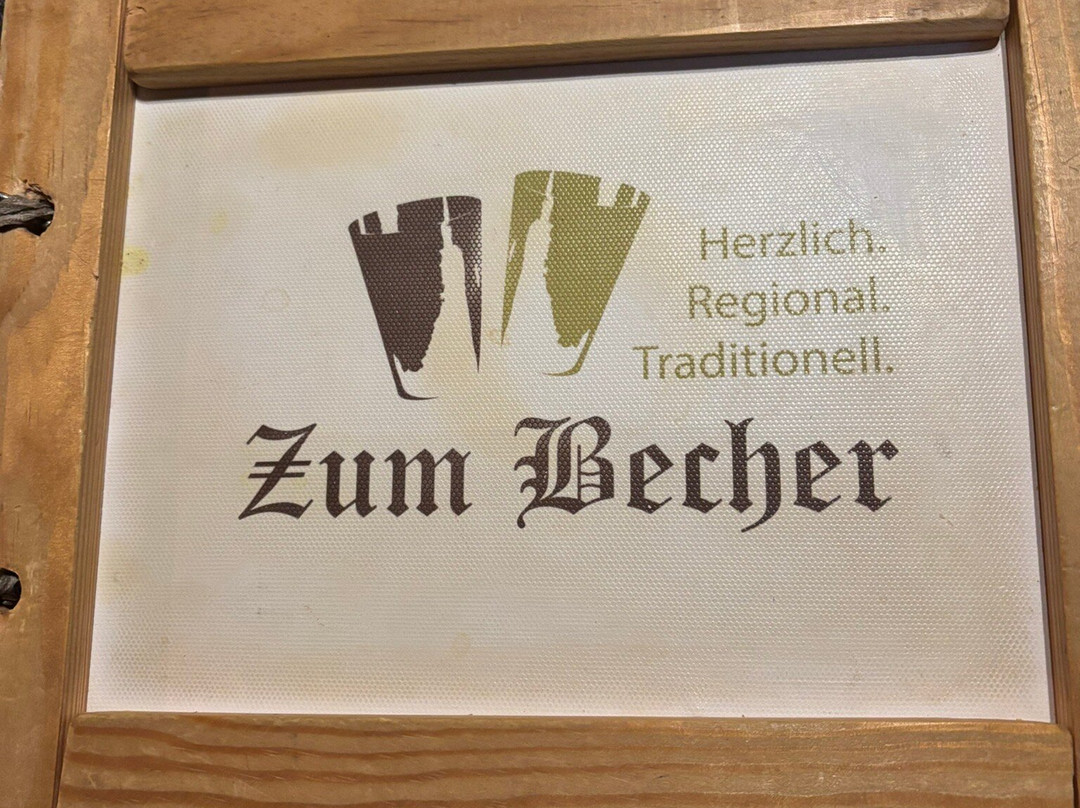 Herzlich.
Regional.
Traditionell.
Zum Becher